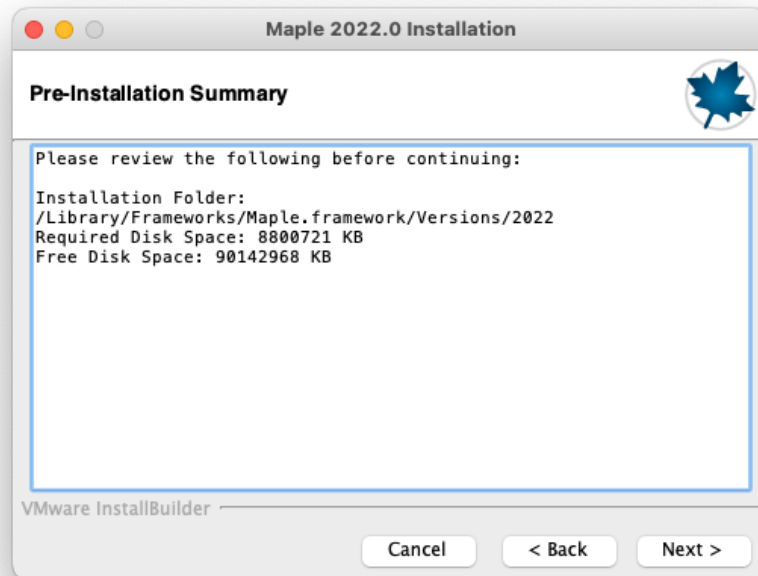 Maple 2022.0 Installation
Pre-Installation Summary
Please review the following before continuing:
Installation Folder:
/Library/Frameworks/Maple.framework/Versions/2022
Required Disk Space: 8800721 KB
Free Disk Space: 90142968 KB
VMware InstallBuilder
Cancel
< Back
Next >